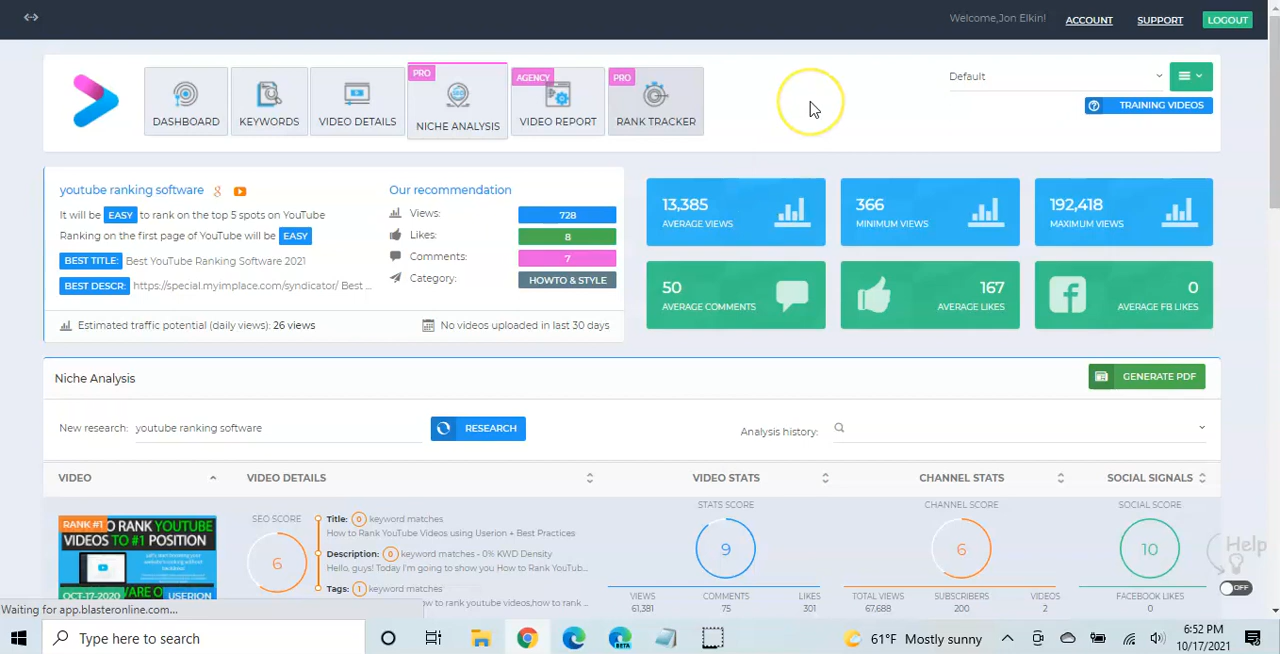 Welcome,Jon Elkin! ACCOUNT SUPPORT LOGOUT
PRO AGENCY PRO
DASHBOARD KEYWORDS VIDEO DETAILS NICHE ANALYSIS VIDEO REPORT RANK TRACKER
Default
TRAINING VIDEOS
youtube ranking software
It will be EASY to rank on the top 5 spots on YouTube
Ranking on the first page of YouTube will be EASY
BEST TITLE: Best YouTube Ranking Software 2021
BEST DESCR: https://special.myimplace.com/syndicator/ Best ...
Our recommendation
Views: 728
Likes: 8
Comments: 7
Category: HOWTO & STYLE
Estimated traffic potential (daily views): 26 views
No videos uploaded in last 30 days
13,385
AVERAGE VIEWS
366
MINIMUM VIEWS
192,418
MAXIMUM VIEWS
50
AVERAGE COMMENTS
167
AVERAGE LIKES
0
AVERAGE FB LIKES
Niche Analysis
GENERATE PDF
New research: youtube ranking software RESEARCH
Analysis history:
VIDEO VIDEO DETAILS VIDEO STATS CHANNEL STATS SOCIAL SIGNALS
RANK #1
O RANK YOUTUBE
VIDEOS TO #1 POSITION
OCT-17-2020
USERION
SEO SCORE
6
Title: 0 keyword matches
How to Rank YouTube Videos using Userion + Best Practices
Description: 0 keyword matches - 0% KWD Density
Hello, guys! Today I'm going to show you How to Rank YouTub...
Tags: 1 keyword matches
how to rank youtube videos,how to rank ...
STATS SCORE
9
VIEWS COMMENTS LIKES
61,381 75 301
CHANNEL SCORE
6
TOTAL VIEWS SUBSCRIBERS VIDEOS
67,688 200 2
SOCIAL SCORE
10
FACEBOOK LIKES
0
Help
OFF
Waiting for app.blasteronline.com...
Type here to search
BETA
61°F Mostly sunny
6:52 PM
10/17/2021